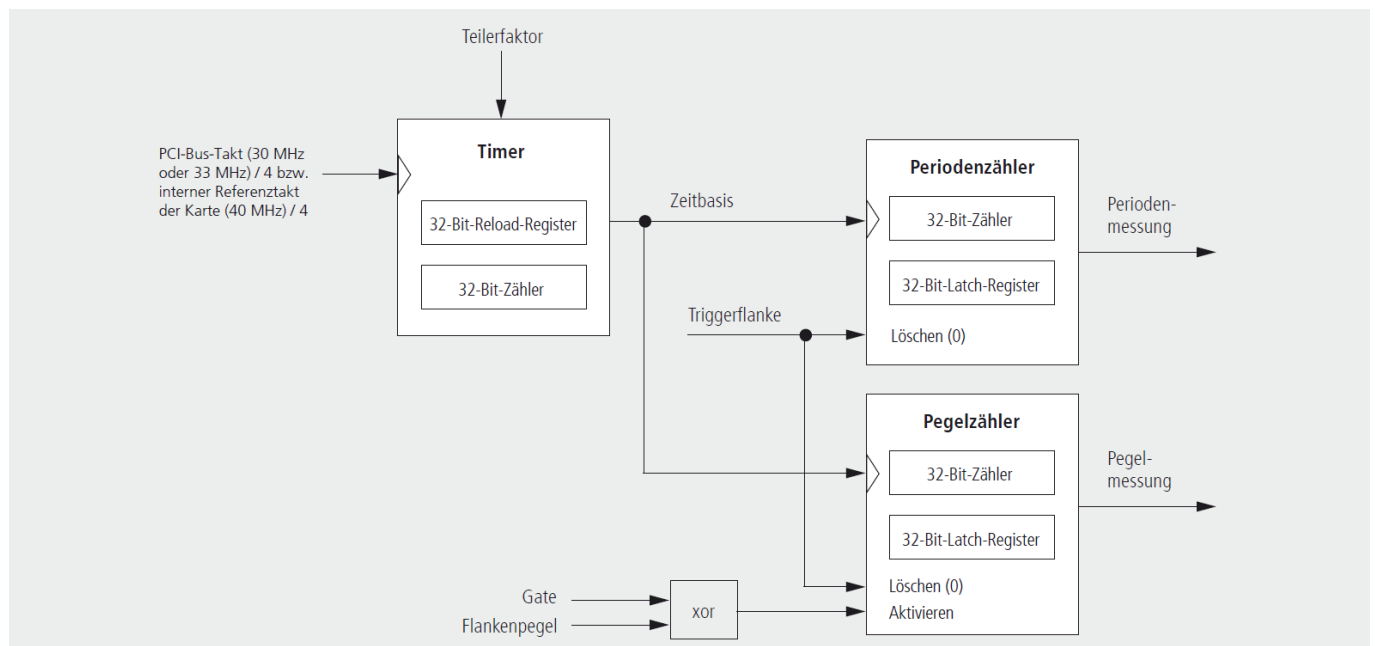 Teilerfaktor
PCI-Bus-Takt (30 MHz
oder 33 MHz) / 4 bzw.
interner Referenztakt
der Karte (40 MHz) / 4
Timer
32-Bit-Reload-Register
32-Bit-Zähler
Zeitbasis
Triggerflanke
Periodenzähler
32-Bit-Zähler
32-Bit-Latch-Register
Löschen (0)
Perioden-
messung
Pegelzähler
32-Bit-Zähler
32-Bit-Latch-Register
Löschen (0)
Aktivieren
Pegel-
messung
Gate
Flankenpegel
xor